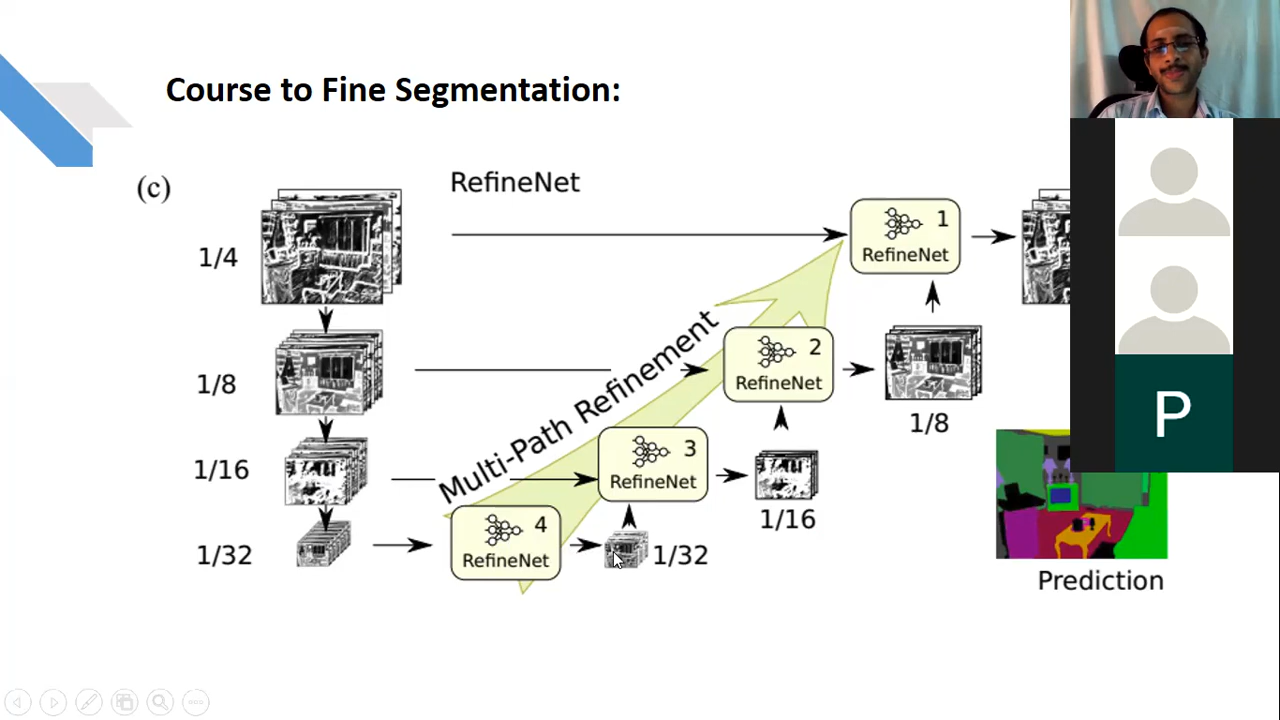 Course to Fine Segmentation:
(c)
RefineNet
1/4
1
RefineNet
1/8
2
RefineNet
1/8
Multi-Path Refinement
1/16
3
RefineNet
1/16
1/32
4
RefineNet
1/32
Prediction
P